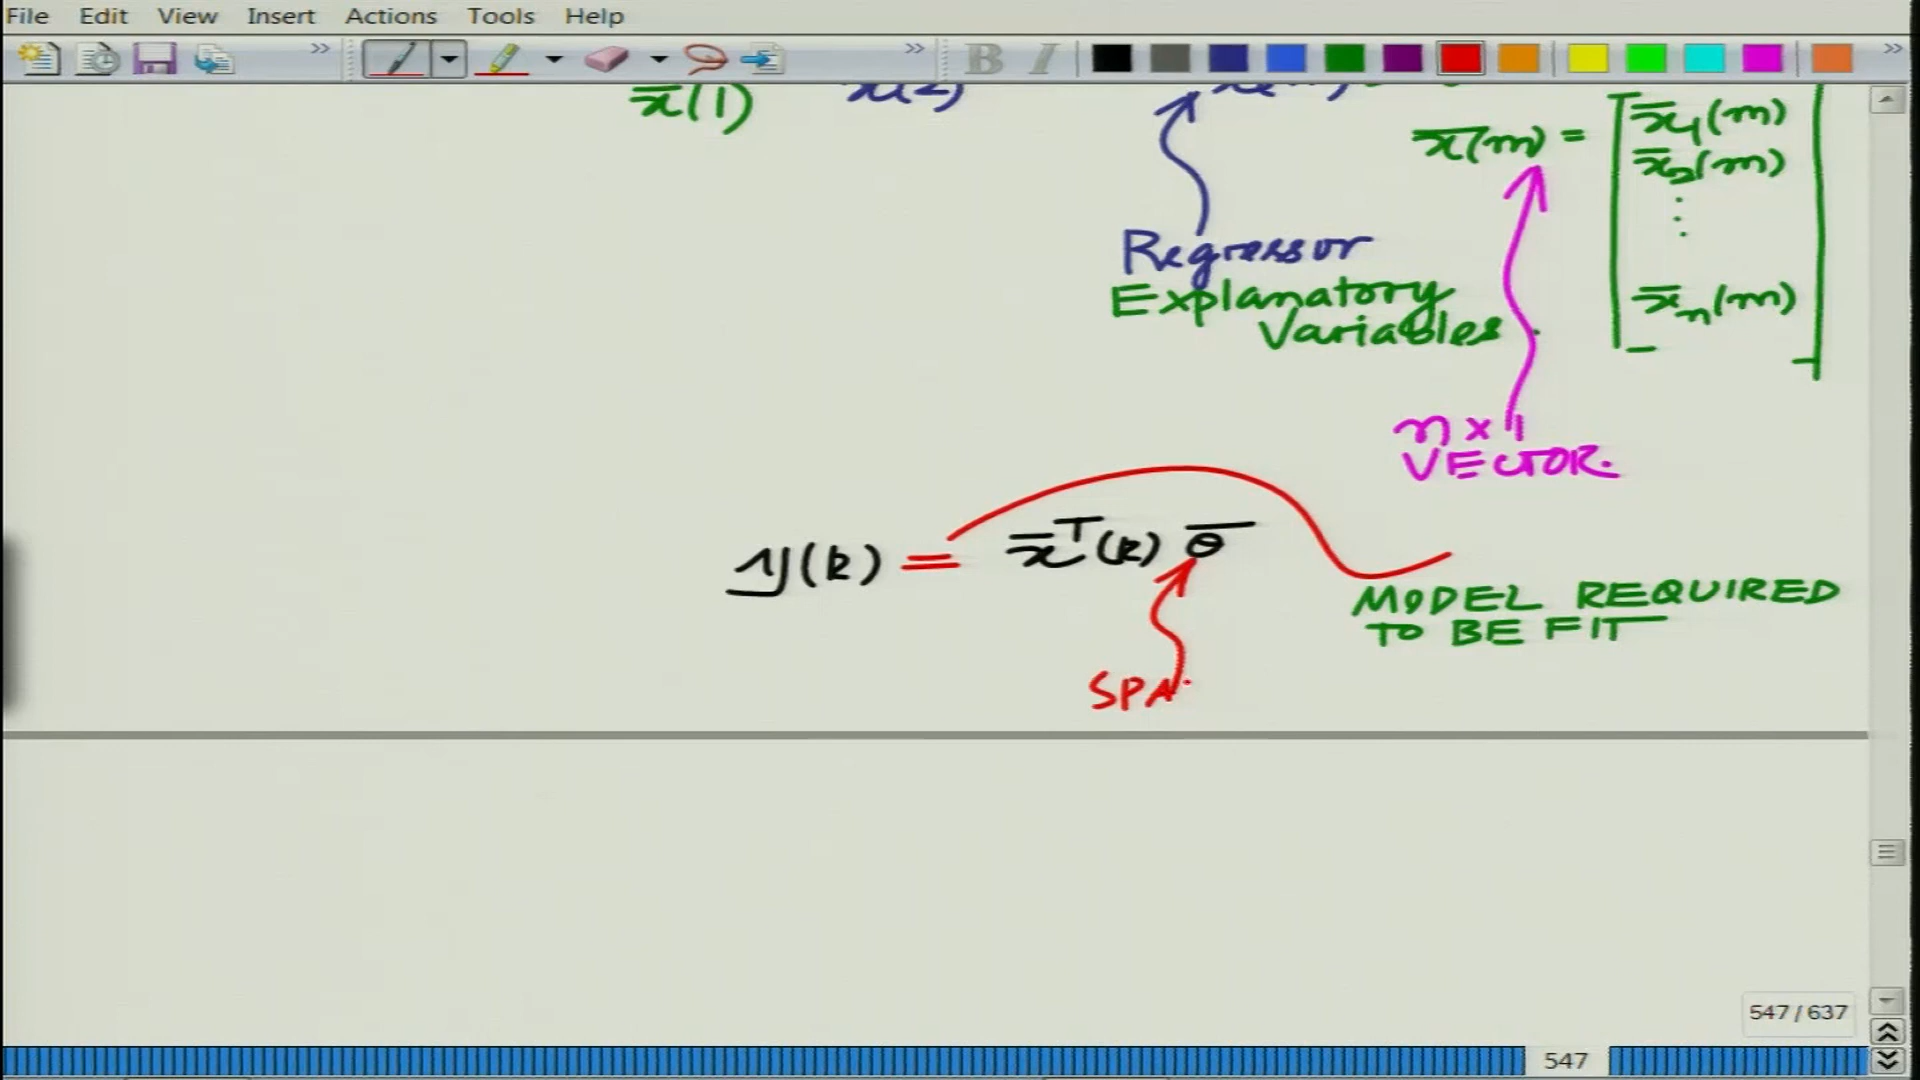 File Edit View Insert Actions Tools Help
B I
x̄(1)
x̄(m) = x̄₁(m)
x̄₂(m)
⋮
x̄ₙ(m)
Regressor
Explanatory
Variables.
n × 1
VECTOR.
y(k) = x̄ᵀ(k) θ̄
MODEL REQUIRED
TO BE FIT
SPA
547 / 637
547